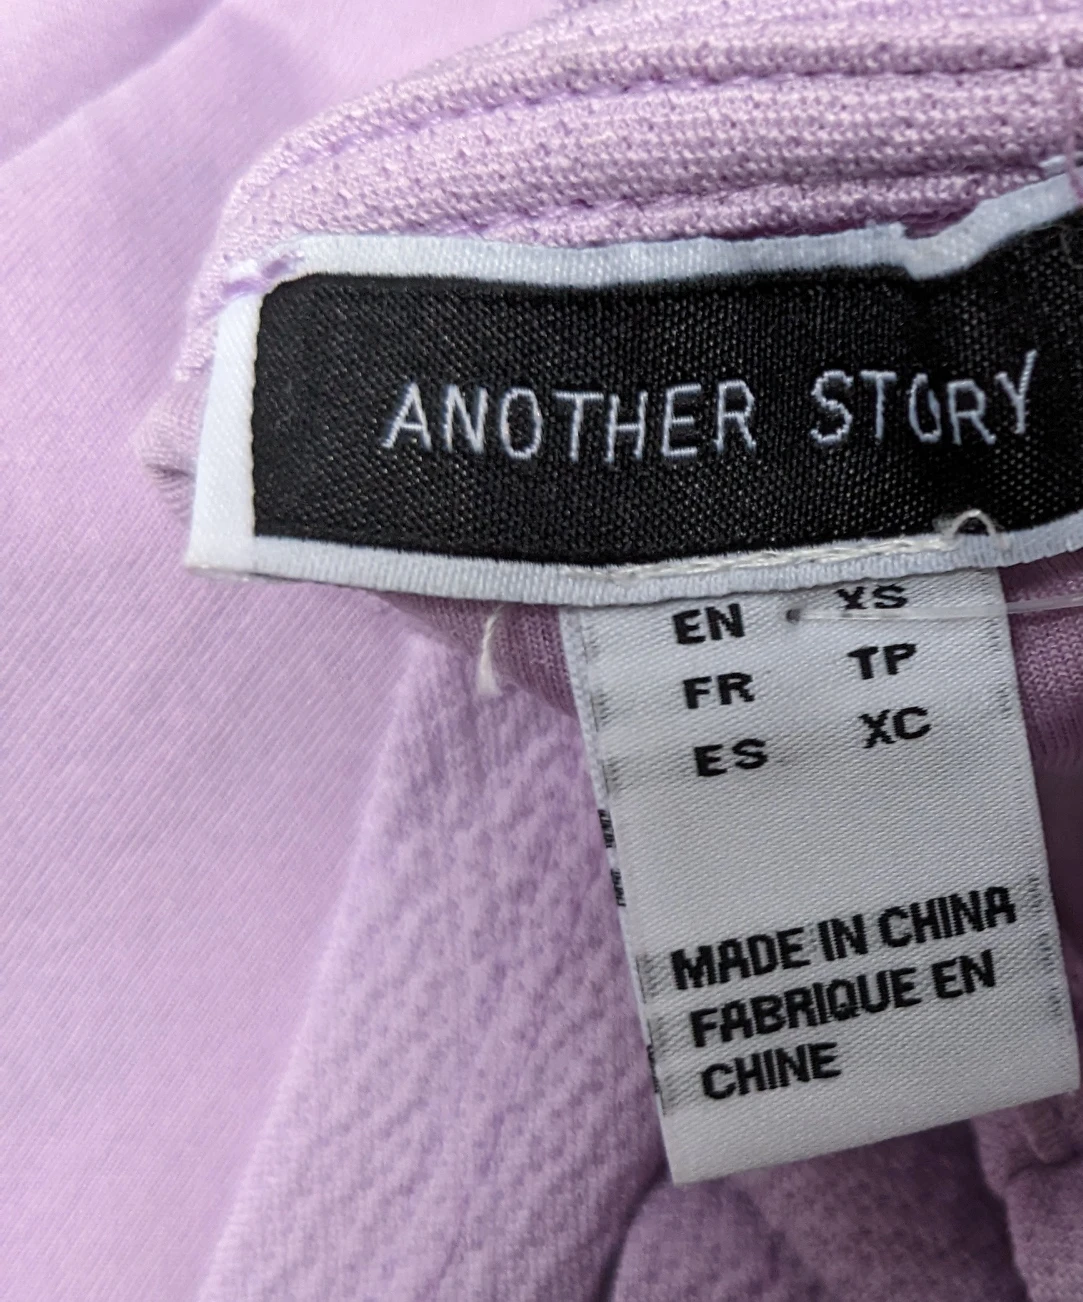 ANOTHER STORY
EN XS
FR TP
ES XC
MADE IN CHINA
FABRIQUE EN
CHINE